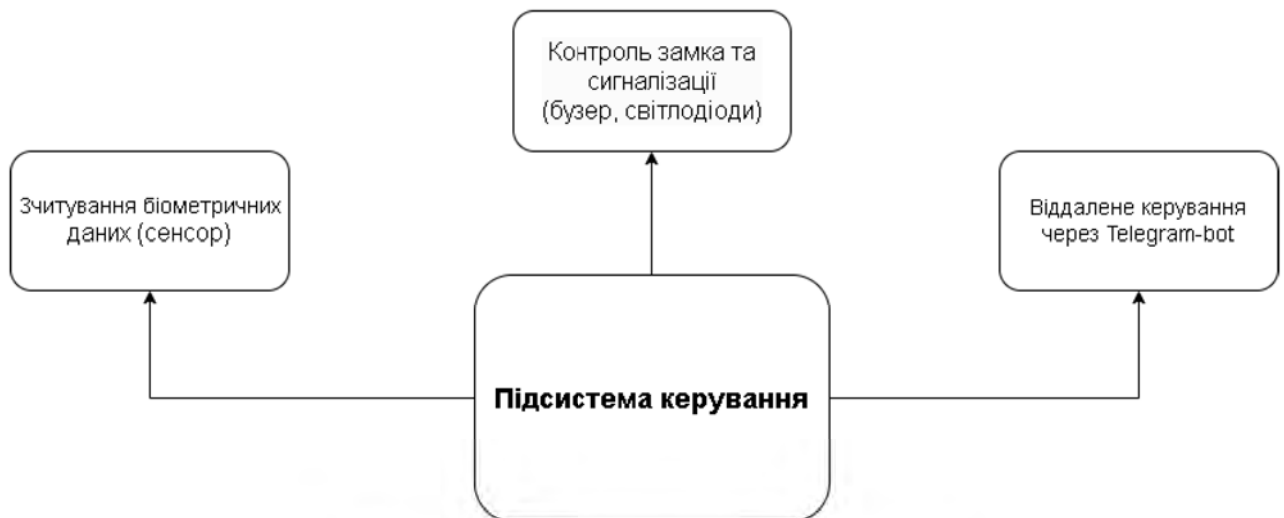 Контроль замка та
сигналізації
(бузер, світлодіоди)
Зчитування біометричних
даних (сенсор)
Віддалене керування
через Telegram-bot
Підсистема керування